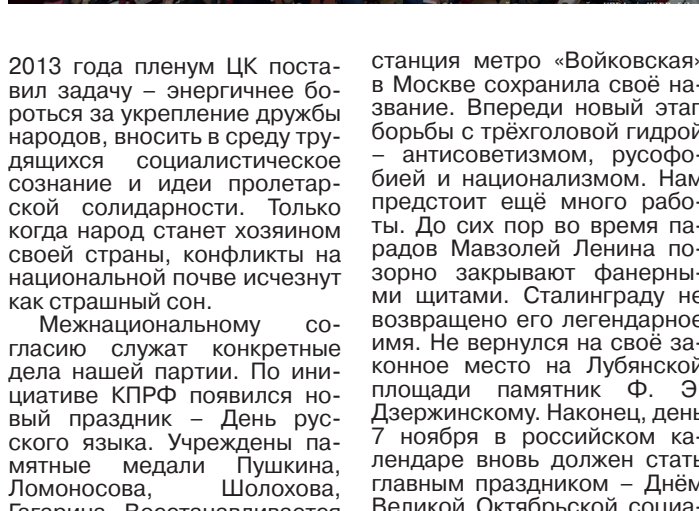 2013 года пленум ЦК поста-
вил задачу – энергичнее бо-
роться за укрепление дружбы
народов, вносить в среду тру-
дящихся социалистическое
сознание и идеи пролетар-
ской солидарности. Только
когда народ станет хозяином
своей страны, конфликты на
национальной почве исчезнут
как страшный сон.
Межнациональному со-
гласию служат конкретные
дела нашей партии. По ини-
циативе КПРФ появился но-
вый праздник – День рус-
ского языка. Учреждены па-
мятные медали Пушкина,
Ломоносова, Шолохова,
Гагарина. Восстанавливается
станция метро «Войковская»
в Москве сохранила своё на-
звание. Впереди новый этап
борьбы с трёхголовой гидрой
– антисоветизмом, русофо-
бией и национализмом. Нам
предстоит ещё много рабо-
ты. До сих пор во время па-
радов Мавзолей Ленина по-
зорно закрывают фанерны-
ми щитами. Сталинграду не
возвращено его легендарное
имя. Не вернулся на своё за-
конное место на Лубянской
площади памятник Ф. Э.
Дзержинскому. Наконец, день
7 ноября в российском ка-
лендаре вновь должен стать
главным праздником – Днём
Великой Октябрьской социа-